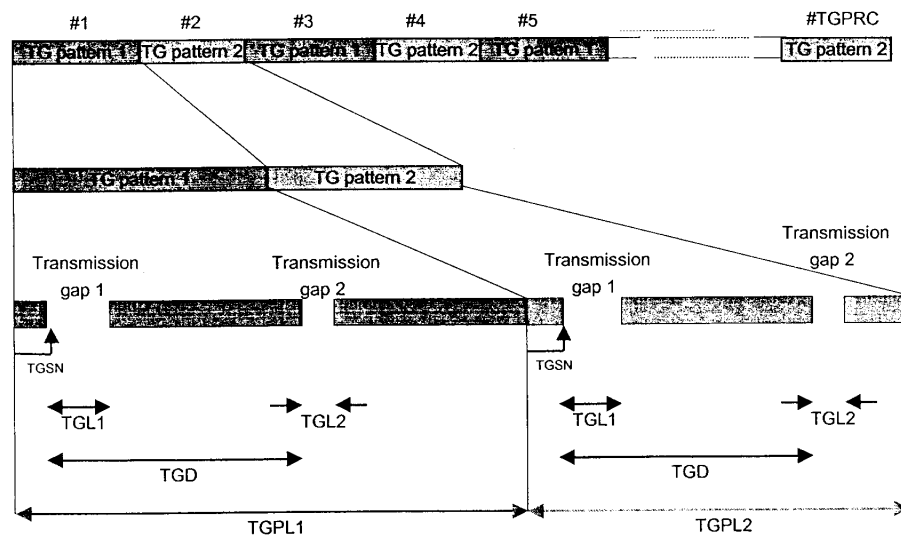 #1 #2 #3 #4 #5 #TGPRC
TG pattern 1 TG pattern 2 TG pattern 1 TG pattern 2 TG pattern 1 TG pattern 2
TG pattern 1 TG pattern 2
Transmission gap 1
Transmission gap 2
Transmission gap 1
Transmission gap 2
TGSN TGSN
TGL1 TGL2 TGL1 TGL2
TGD TGD
TGPL1 TGPL2